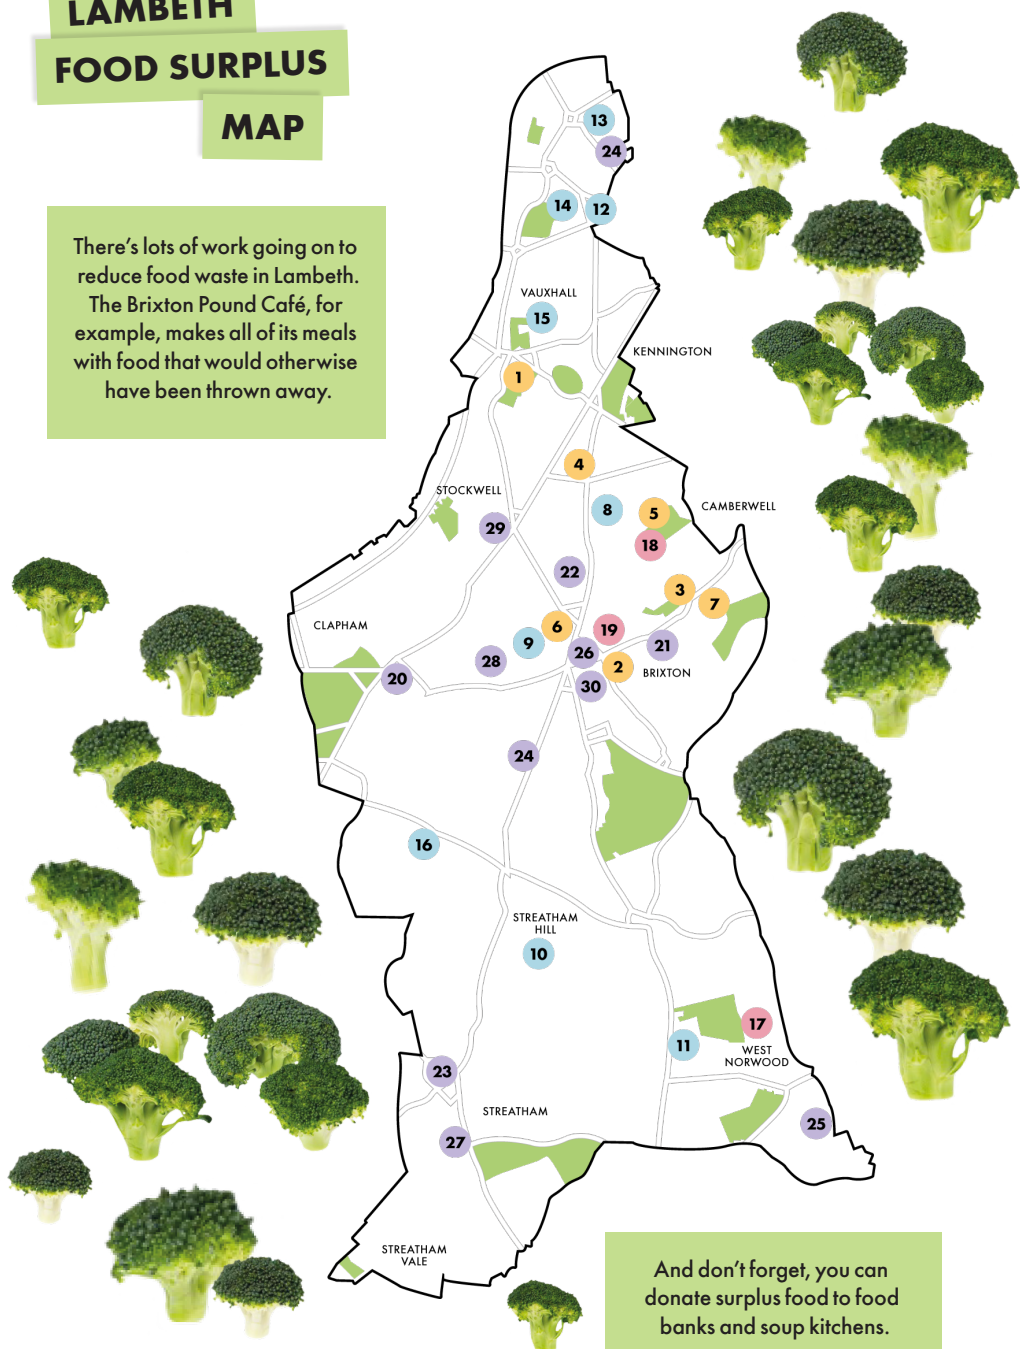 LAMBETH
FOOD SURPLUS
MAP
There's lots of work going on to
reduce food waste in Lambeth.
The Brixton Pound Café, for
example, makes all of its meals
with food that would otherwise
have been thrown away.
13
24
14
12
VAUXHALL
15
KENNINGTON
1
4
STOCKWELL
29
8
5
CAMBERWELL
18
22
3
7
CLAPHAM
6
19
9
26
21
28
2
BRIXTON
20
30
24
16
STREATHAM
HILL
10
17
11
WEST
NORWOOD
23
STREATHAM
25
27
STREATHAM
VALE
And don't forget, you can
donate surplus food to food
banks and soup kitchens.